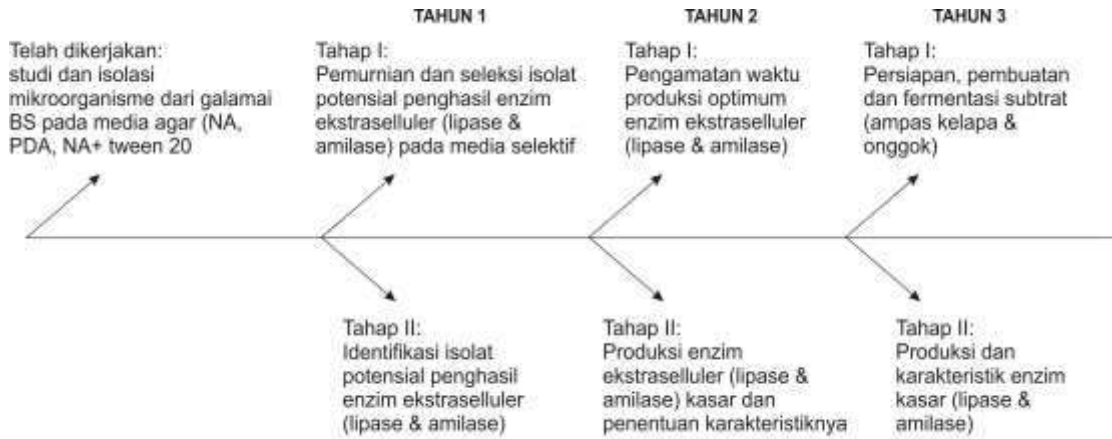 TAHUN 1
TAHUN 2
TAHUN 3
Telah dikerjakan:
studi dan isolasi
mikroorganisme dari galamai
BS pada media agar (NA,
PDA, NA+ tween 20
Tahap I:
Pemurnian dan seleksi isolat
potensial penghasil enzim
ekstraselluler (lipase &
amilase) pada media selektif
Tahap I:
Pengamatan waktu
produksi optimum
enzim ekstraselluler
(lipase & amilase)
Tahap I:
Persiapan, pembuatan
dan fermentasi subtrat
(ampas kelapa &
onggok)
Tahap II:
Identifikasi isolat
potensial penghasil
enzim ekstraselluler
(lipase & amilase)
Tahap II:
Produksi enzim
ekstraselluler (lipase &
amilase) kasar dan
penentuan karakteristiknya
Tahap II:
Produksi dan
karakteristik enzim
kasar (lipase &
amilase)